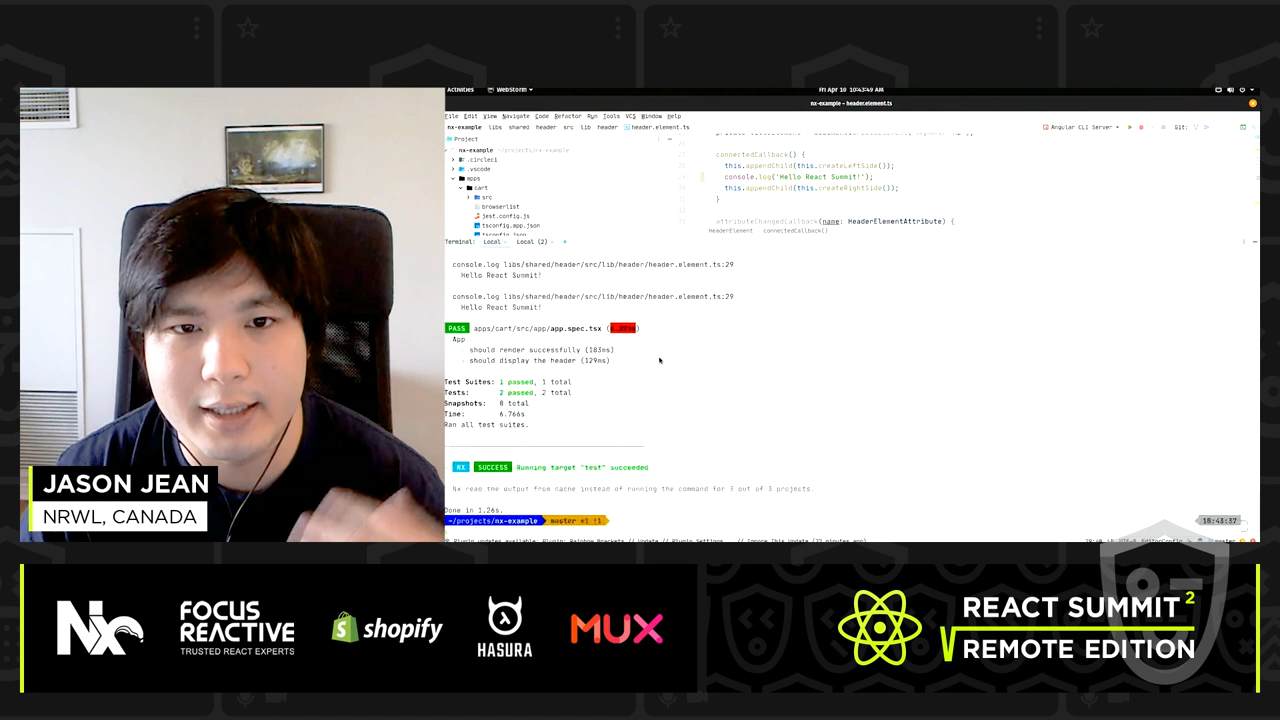 Activities WebStorm Fri Apr 10 10:43:49 AM
nx-example – header.element.ts
File Edit View Navigate Code Refactor Run Tools VCS Window Help
nx-example libs shared header src lib header header.element.ts Angular CLI Server Git:
Project
nx-example ~/projects/nx-example
.circleci
.vscode
apps
cart
src
browserlist
jest.config.js
tsconfig.app.json
tsconfig.json
connectedCallback() {
this.appendChild(this.createLeftSide());
console.log('Hello React Summit!');
this.appendChild(this.createRightSide());
}
attributeChangedCallback(name: HeaderElementAttribute) {
HeaderElement connectedCallback()
Terminal: Local Local (2) +
console.log libs/shared/header/src/lib/header/header.element.ts:29
Hello React Summit!
console.log libs/shared/header/src/lib/header/header.element.ts:29
Hello React Summit!
PASS apps/cart/src/app/app.spec.tsx
App
should render successfully (183ms)
should display the header (129ms)
Test Suites: 1 passed, 1 total
Tests: 2 passed, 2 total
Snapshots: 0 total
Time: 6.766s
Ran all test suites.
NX SUCCESS Running target "test" succeeded
Nx read the output from cache instead of running the command for 3 out of 3 projects.
Done in 1.26s.
~/projects/nx-example master +1 !1 10:43:37
JASON JEAN
NRWL, CANADA
Nx
FOCUS
REACTIVE
TRUSTED REACT EXPERTS
shopify
HASURA
MUX
REACT SUMMIT 2
REMOTE EDITION